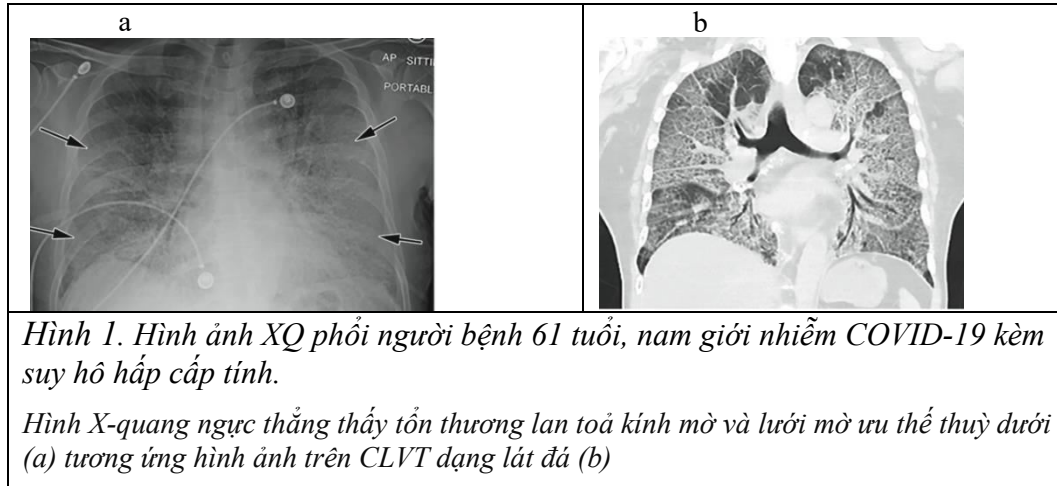 a
b
AP SITTI
PORTABL
Hình 1. Hình ảnh XQ phổi người bệnh 61 tuổi, nam giới nhiễm COVID-19 kèm
suy hô hấp cấp tính.
Hình X-quang ngực thẳng thấy tổn thương lan toả kính mờ và lưới mờ ưu thế thuỳ dưới
(a) tương ứng hình ảnh trên CLVT dạng lát đá (b)